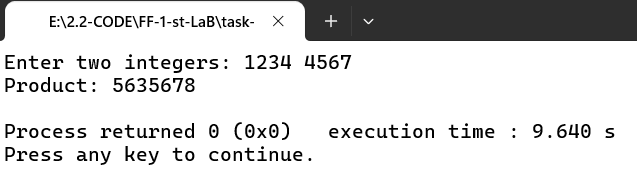 E:\2.2-CODE\FF-1-st-LaB\task-
Enter two integers: 1234 4567
Product: 5635678
Process returned 0 (0x0)   execution time : 9.640 s
Press any key to continue.